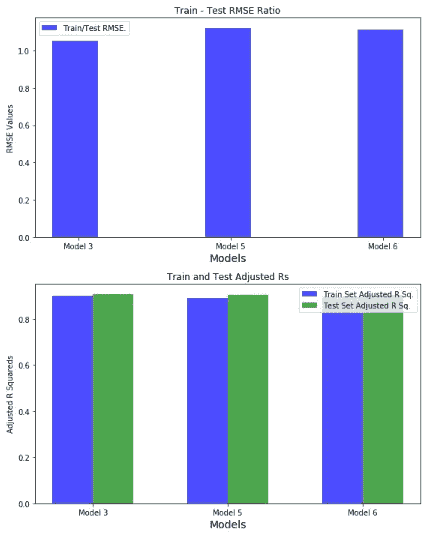 Train - Test RMSE Ratio
Train/Test RMSE.
1.0
0.8
0.6
0.4
0.2
0.0
RMSE Values
Model 3 Model 5 Model 6
Models
Train and Test Adjusted Rs
Train Set Adjusted R Sq.
Test Set Adjusted R Sq.
0.8
0.6
0.4
0.2
0.0
Adjusted R Squareds
Model 3 Model 5 Model 6
Models